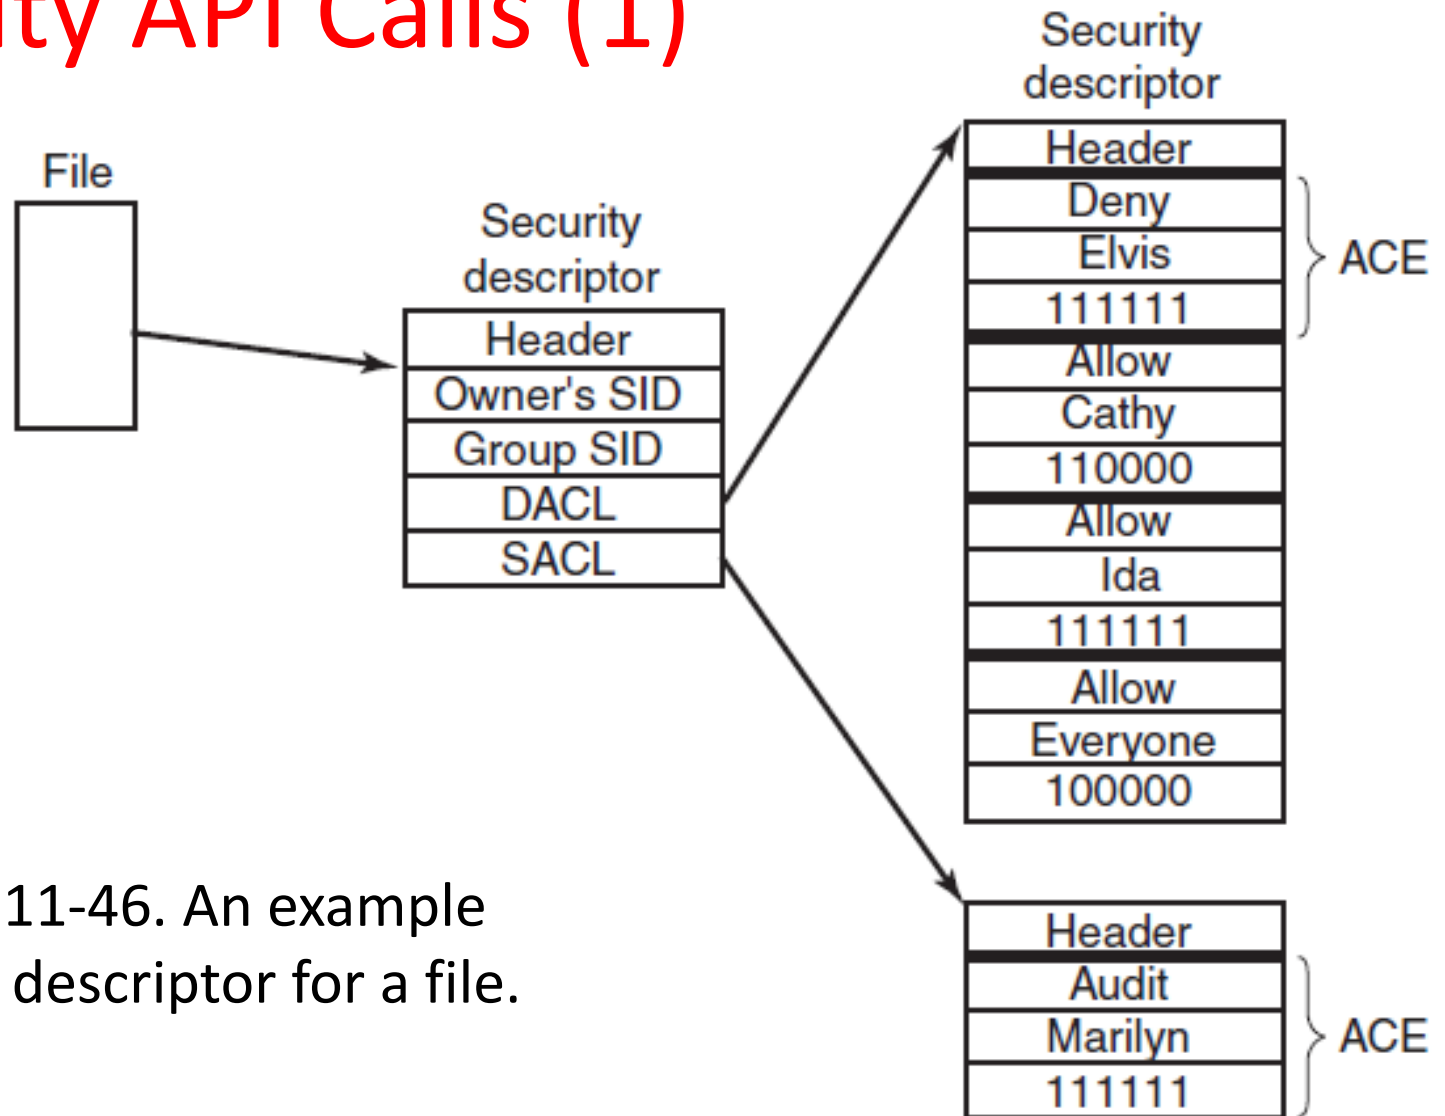 ity API Calls (1)
File
Security
descriptor
Header
Owner's SID
Group SID
DACL
SACL
Security
descriptor
Header
Deny
Elvis
111111
ACE
Allow
Cathy
110000
Allow
Ida
111111
Allow
Everyone
100000
Header
Audit
Marilyn
111111
ACE
11-46. An example
descriptor for a file.